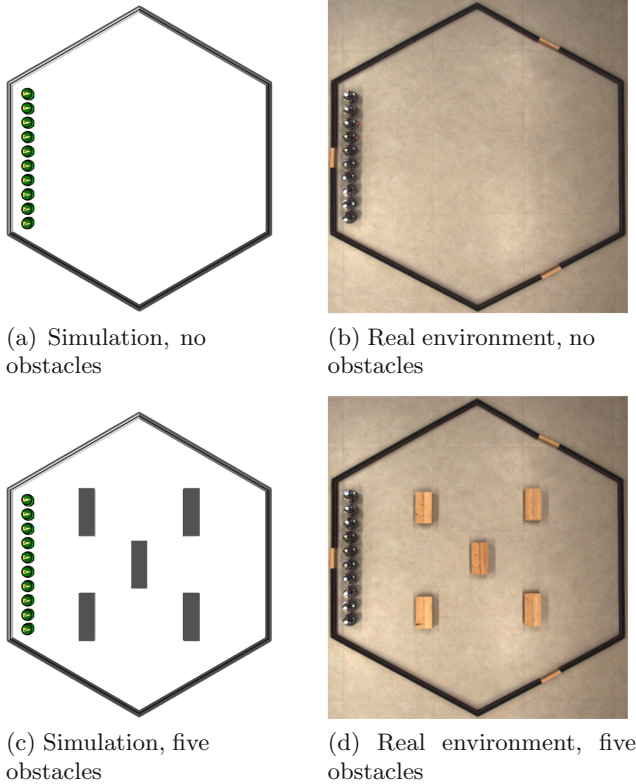 (a) Simulation, no
obstacles
(b) Real environment, no
obstacles
(c) Simulation, five
obstacles
(d) Real environment, five
obstacles